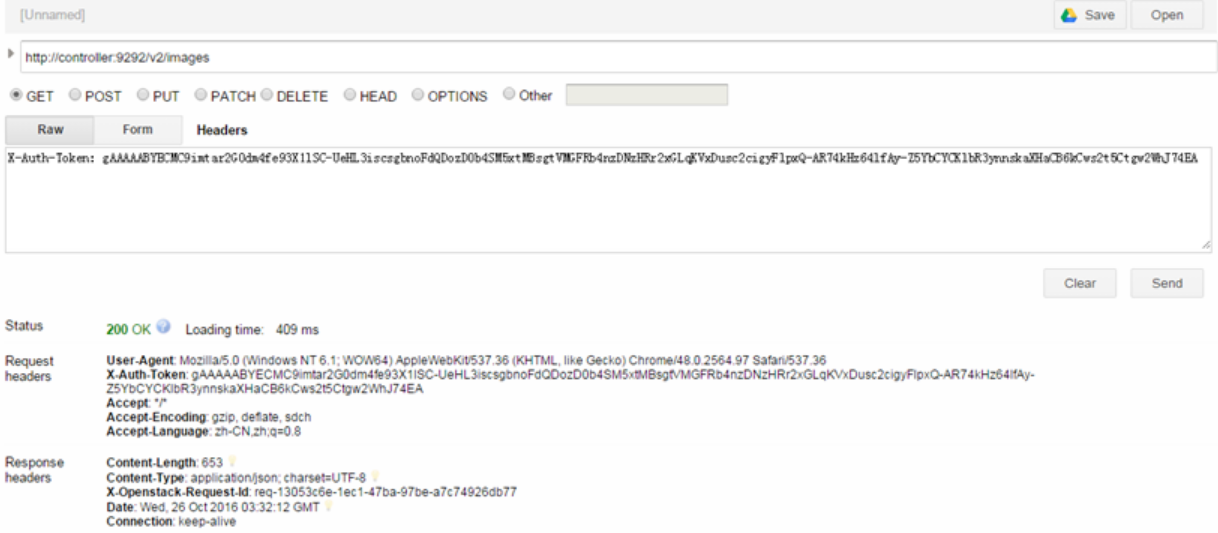 [Unnamed]
Save
Open
http://controller:9292/v2/images
GET POST PUT PATCH DELETE HEAD OPTIONS Other
Raw Form Headers
X-Auth-Token: gAAAAABYECMC9imtar2G0dm4fe93X1lSC-UeHL3iscsgbnoFdQDozD0b4SM5xtMBsgtVMGFRb4nzDNzHRr2xGLqKVxDusc2cigyFlpxQ-AR74kHz64lfAy-Z5YbCYCKlbR3ynnskaXHaCB6kCws2t5Ctgw2WhJ74EA
Clear
Send
Status
200 OK Loading time: 409 ms
Request
headers
User-Agent: Mozilla/5.0 (Windows NT 6.1; WOW64) AppleWebKit/537.36 (KHTML, like Gecko) Chrome/48.0.2564.97 Safari/537.36
X-Auth-Token: gAAAAABYECMC9imtar2G0dm4fe93X1lSC-UeHL3iscsgbnoFdQDozD0b4SM5xtMBsgtVMGFRb4nzDNzHRr2xGLqKVxDusc2cigyFlpxQ-AR74kHz64lfAy-
Z5YbCYCKlbR3ynnskaXHaCB6kCws2t5Ctgw2WhJ74EA
Accept: */*
Accept-Encoding: gzip, deflate, sdch
Accept-Language: zh-CN,zh;q=0.8
Response
headers
Content-Length: 653
Content-Type: application/json; charset=UTF-8
X-Openstack-Request-Id: req-13053c6e-1ec1-47ba-97be-a7c74926db77
Date: Wed, 26 Oct 2016 03:32:12 GMT
Connection: keep-alive